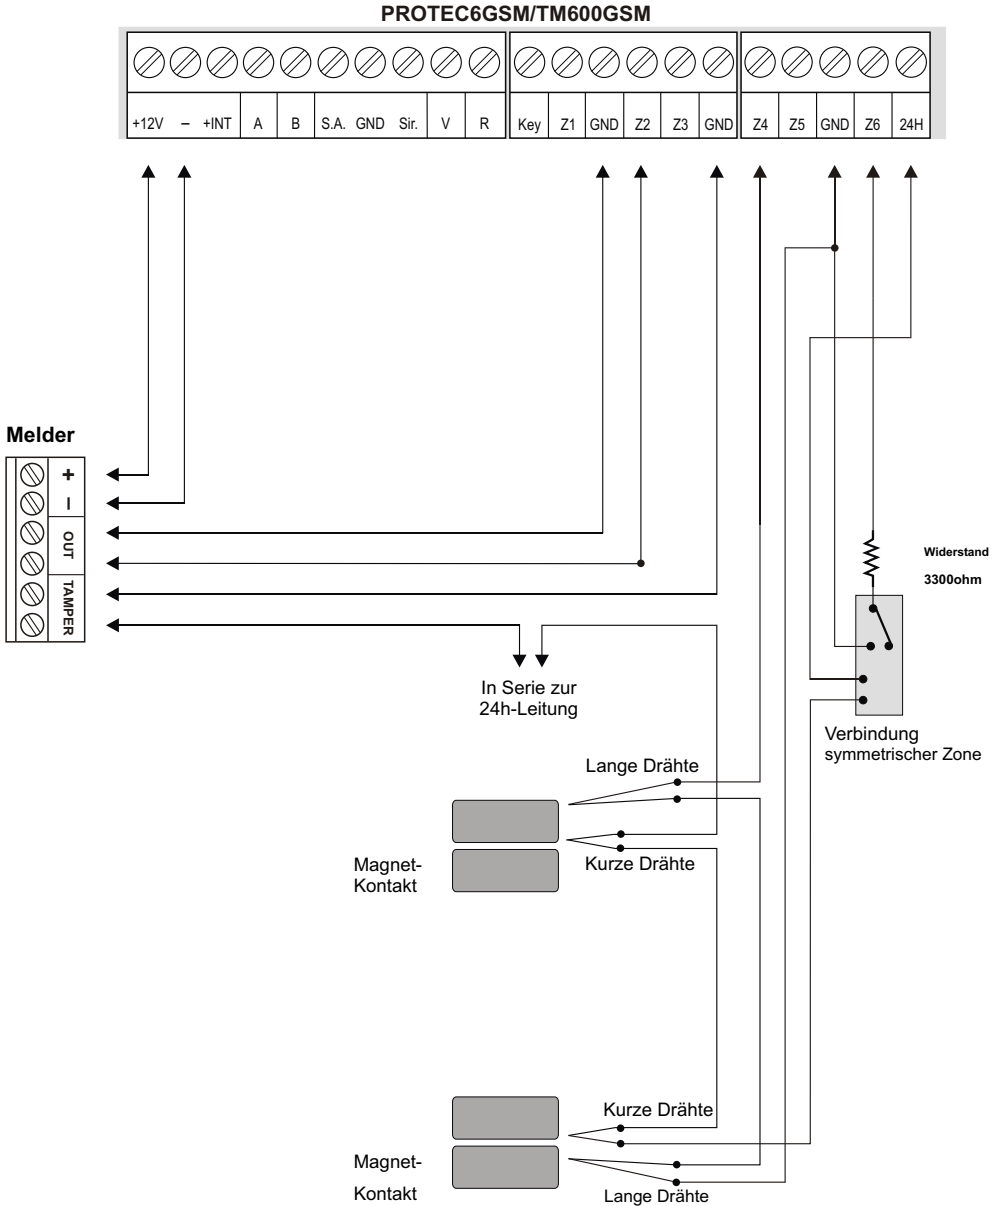 PROTEC6GSM/TM600GSM
+12V – +INT A B S.A. GND Sir. V R Key Z1 GND Z2 Z3 GND Z4 Z5 GND Z6 24H
Melder
+
–
OUT
TAMPER
Widerstand
3300ohm
In Serie zur
24h-Leitung
Verbindung
symmetrischer Zone
Lange Drähte
Kurze Drähte
Magnet-
Kontakt
Kurze Drähte
Magnet-
Kontakt
Lange Drähte